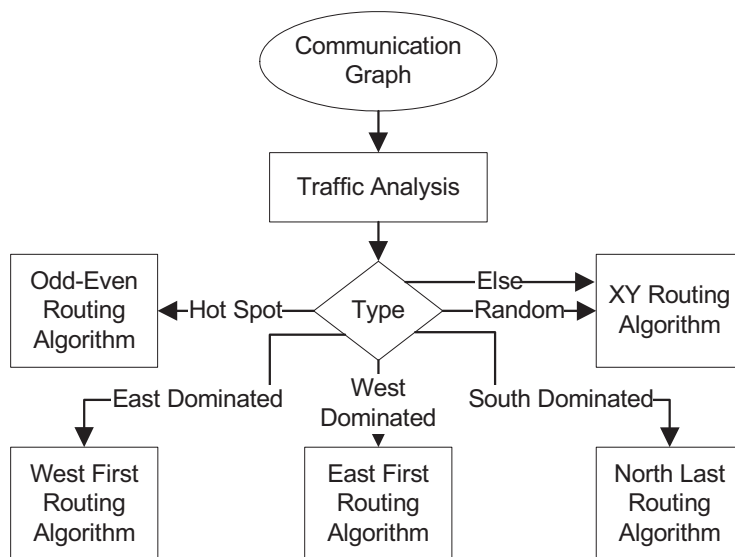 Communication
Graph
Traffic Analysis
Odd-Even
Routing
Algorithm
Hot Spot
Type
Else
Random
XY Routing
Algorithm
East Dominated
West
Dominated
South Dominated
West First
Routing
Algorithm
East First
Routing
Algorithm
North Last
Routing
Algorithm